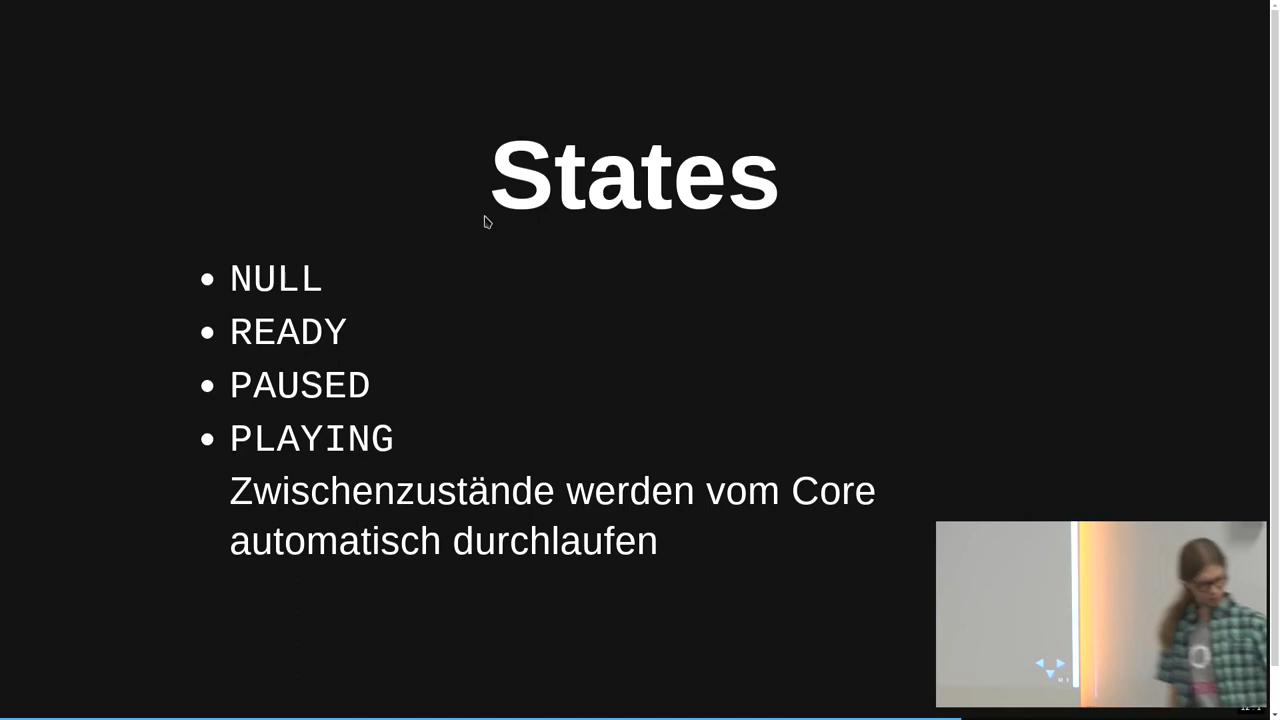 States
NULL
READY
PAUSED
PLAYING
Zwischenzustände werden vom Core
automatisch durchlaufen